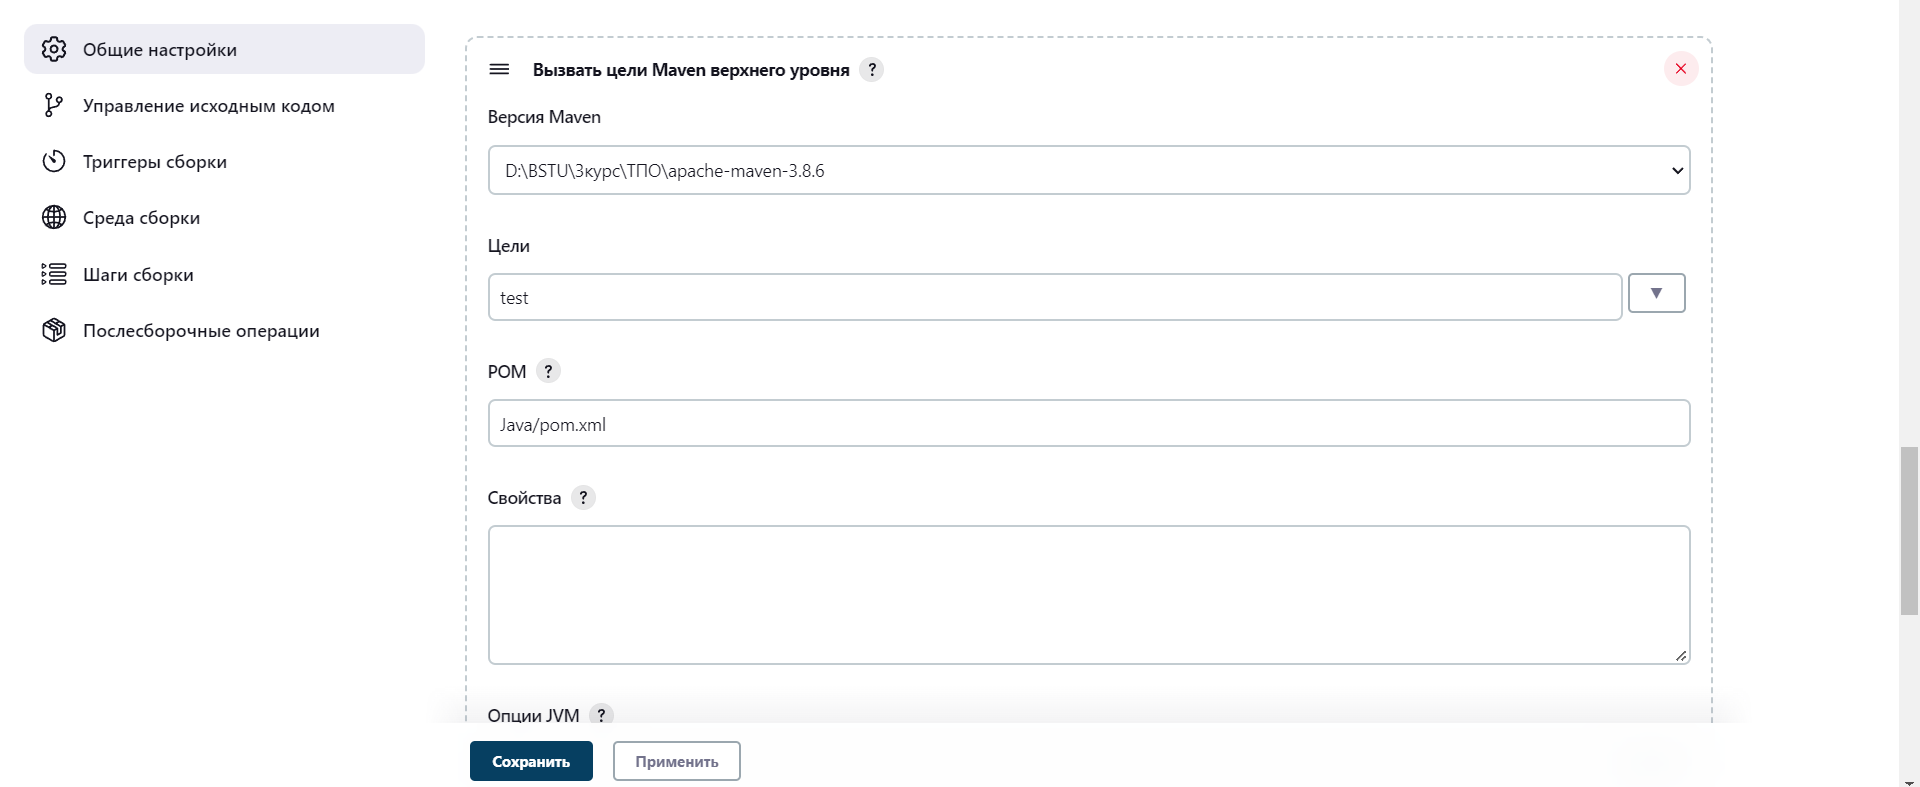 Общие настройки
Управление исходным кодом
Триггеры сборки
Среда сборки
Шаги сборки
Послесборочные операции
Вызвать цели Maven верхнего уровня ?
Версия Maven
D:\BSTU\3курс\ТПО\apache-maven-3.8.6
Цели
test
POM ?
Java/pom.xml
Свойства ?
Опции JVM ?
Сохранить
Применить